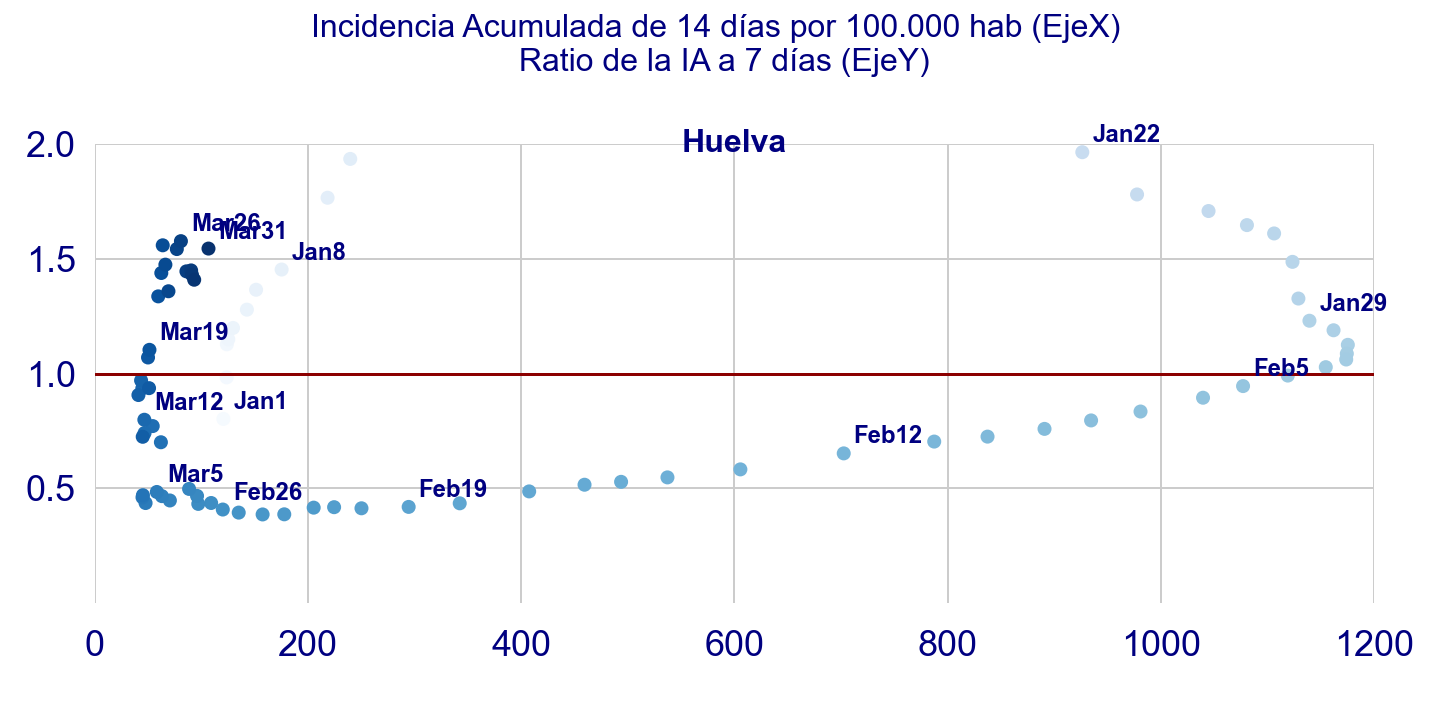 Incidencia Acumulada de 14 días por 100.000 hab (EjeX)
Ratio de la IA a 7 días (EjeY)
Huelva
2.0
Jan22
Mar26
Mar31
Jan8
1.5
Jan29
Mar19
1.0
Feb5
Mar12
Jan1
Feb12
Mar5
Feb26
Feb19
0.5
0
200
400
600
800
1000
1200